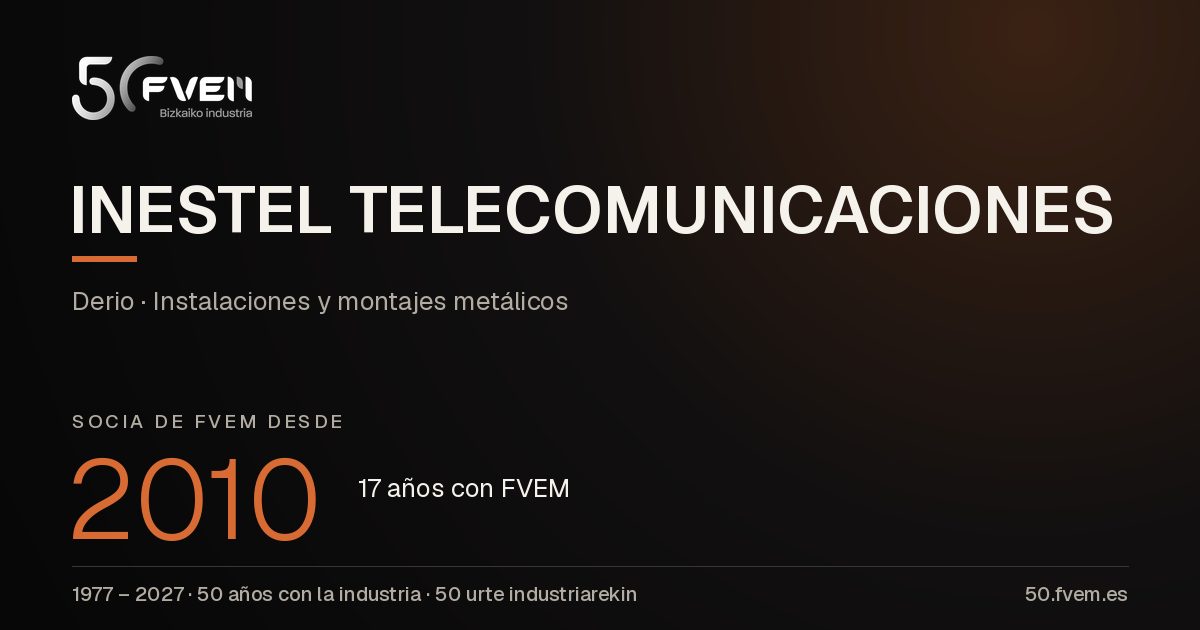 50 FVEM
Bizkaiko industria
INESTEL TELECOMUNICACIONES
Derio · Instalaciones y montajes metálicos
SOCIA DE FVEM DESDE
2010
17 años con FVEM
1977 – 2027 · 50 años con la industria · 50 urte industriarekin
50.fvem.es